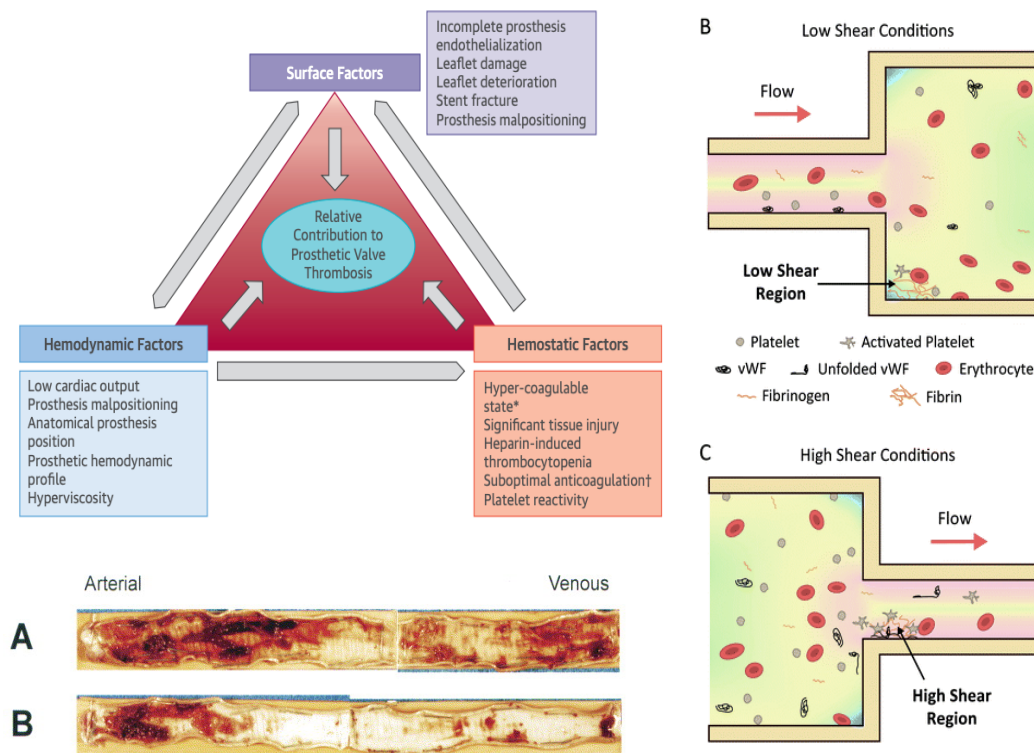 Surface Factors
Incomplete prosthesis
endothelialization
Leaflet damage
Leaflet deterioration
Stent fracture
Prosthesis malpositioning
Relative
Contribution to
Prosthetic Valve
Thrombosis
Hemodynamic Factors
Low cardiac output
Prosthesis malpositioning
Anatomical prosthesis
position
Prosthetic hemodynamic
profile
Hyperviscosity
Hemostatic Factors
Hyper-coagulable
state*
Significant tissue injury
Heparin-induced
thrombocytopenia
Suboptimal anticoagulation†
Platelet reactivity
Arterial
Venous
A
B
B
Low Shear Conditions
Flow
Low Shear
Region
Platelet
Activated Platelet
vWF
Unfolded vWF
Erythrocyte
Fibrinogen
Fibrin
C
High Shear Conditions
Flow
High Shear
Region